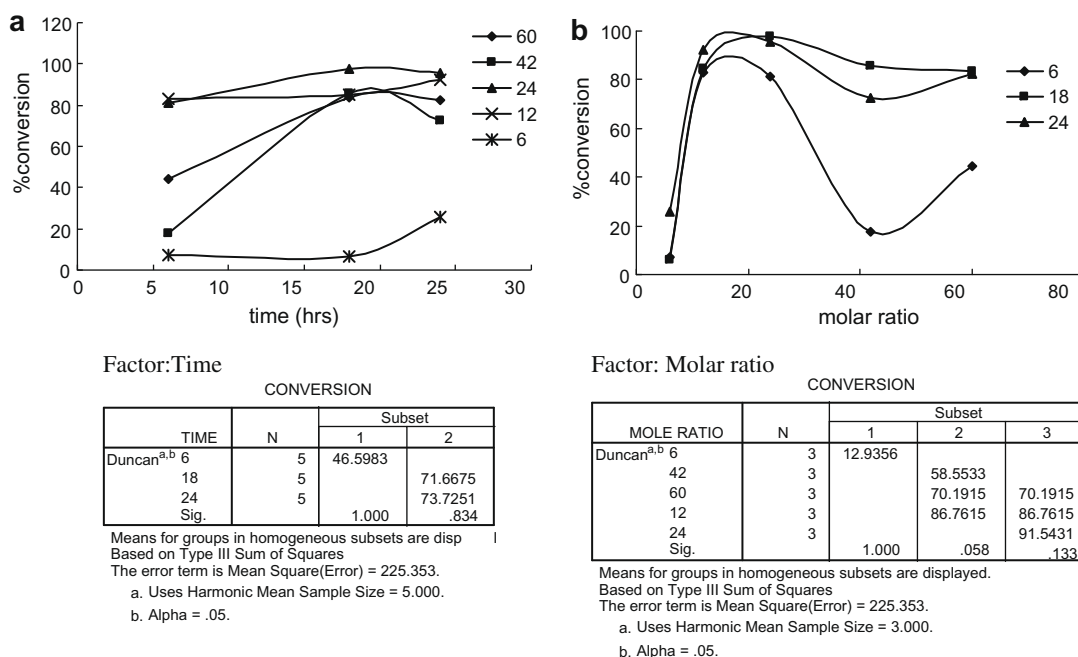 a
100
80
60
40
20
0
%conversion
0 5 10 15 20 25 30
time (hrs)
60
42
24
12
6
b
100
80
60
40
20
0
%conversion
0 20 40 60 80
molar ratio
6
18
24
Factor:Time
CONVERSION
Subset
TIME N 1 2
Duncan a,b 6 5 46.5983
18 5 71.6675
24 5 73.7251
Sig. 1.000 .834
Means for groups in homogeneous subsets are disp
Based on Type III Sum of Squares
The error term is Mean Square(Error) = 225.353.
a. Uses Harmonic Mean Sample Size = 5.000.
b. Alpha = .05.
Factor: Molar ratio
CONVERSION
Subset
MOLE RATIO N 1 2 3
Duncan a,b 6 3 12.9356
42 3 58.5533
60 3 70.1915 70.1915
12 3 86.7615 86.7615
24 3 91.5431
Sig. 1.000 .058 .133
Means for groups in homogeneous subsets are displayed.
Based on Type III Sum of Squares
The error term is Mean Square(Error) = 225.353.
a. Uses Harmonic Mean Sample Size = 3.000.
b. Alpha = .05.